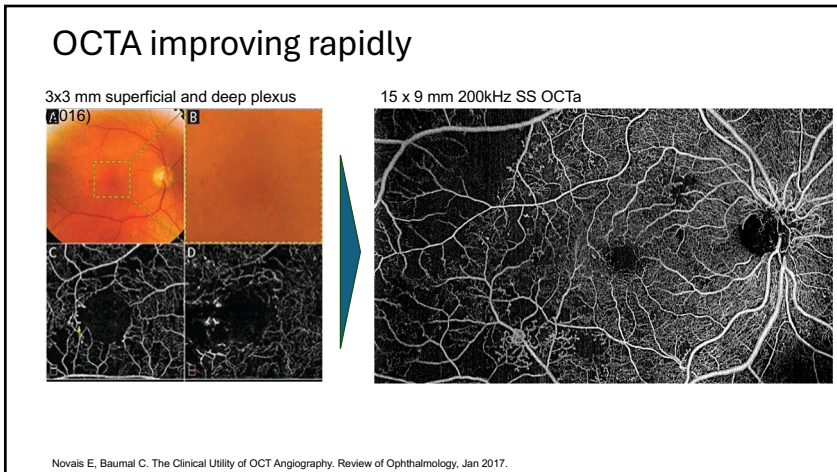 OCTA improving rapidly
3x3 mm superficial and deep plexus
(2016)
15 x 9 mm 200kHz SS OCTa
A
B
C
D
Novais E, Baumal C. The Clinical Utility of OCT Angiography. Review of Ophthalmology, Jan 2017.